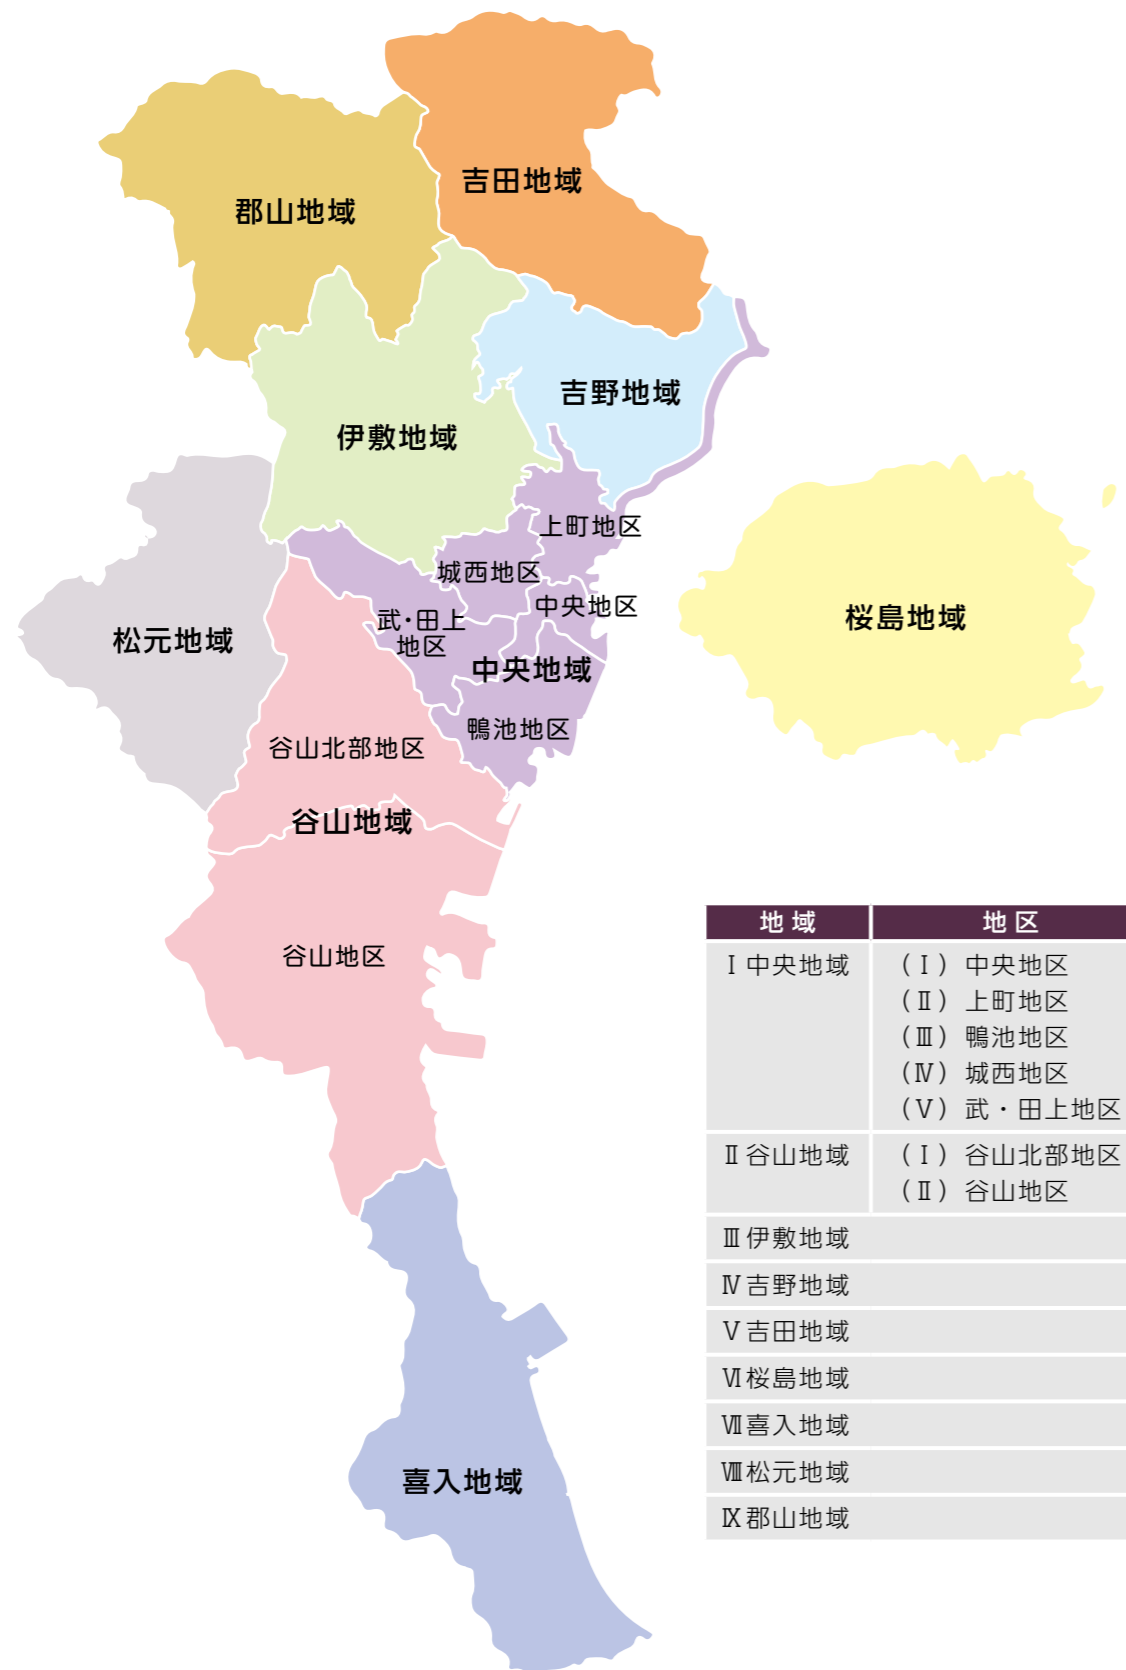 吉田地域
郡山地域
吉野地域
伊敷地域
上町地区
城西地区
中央地区
武・田上
地区
松元地域
桜島地域
中央地域
鴨池地区
谷山北部地区
谷山地域
谷山地区
喜入地域
地域 地区
Ⅰ中央地域 （Ⅰ）中央地区
（Ⅱ）上町地区
（Ⅲ）鴨池地区
（Ⅳ）城西地区
（Ⅴ）武・田上地区
Ⅱ谷山地域 （Ⅰ）谷山北部地区
（Ⅱ）谷山地区
Ⅲ伊敷地域
Ⅳ吉野地域
Ⅴ吉田地域
Ⅵ桜島地域
Ⅶ喜入地域
Ⅷ松元地域
Ⅸ郡山地域